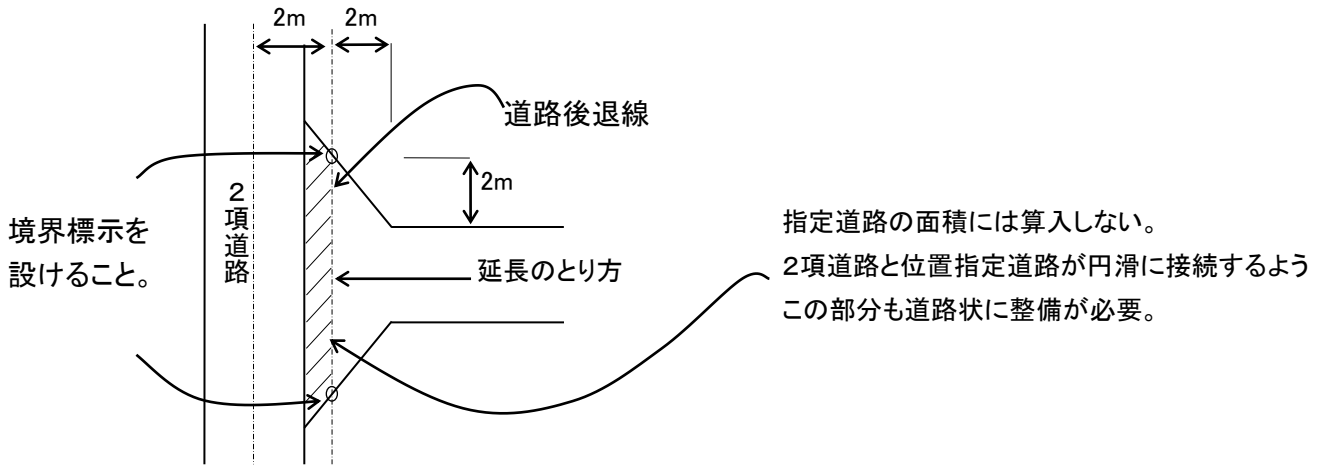 2m
2m
道路後退線
2m
2項道路
境界標示を
設けること。
延長のとり方
指定道路の面積には算入しない。
2項道路と位置指定道路が円滑に接続するよう
この部分も道路状に整備が必要。